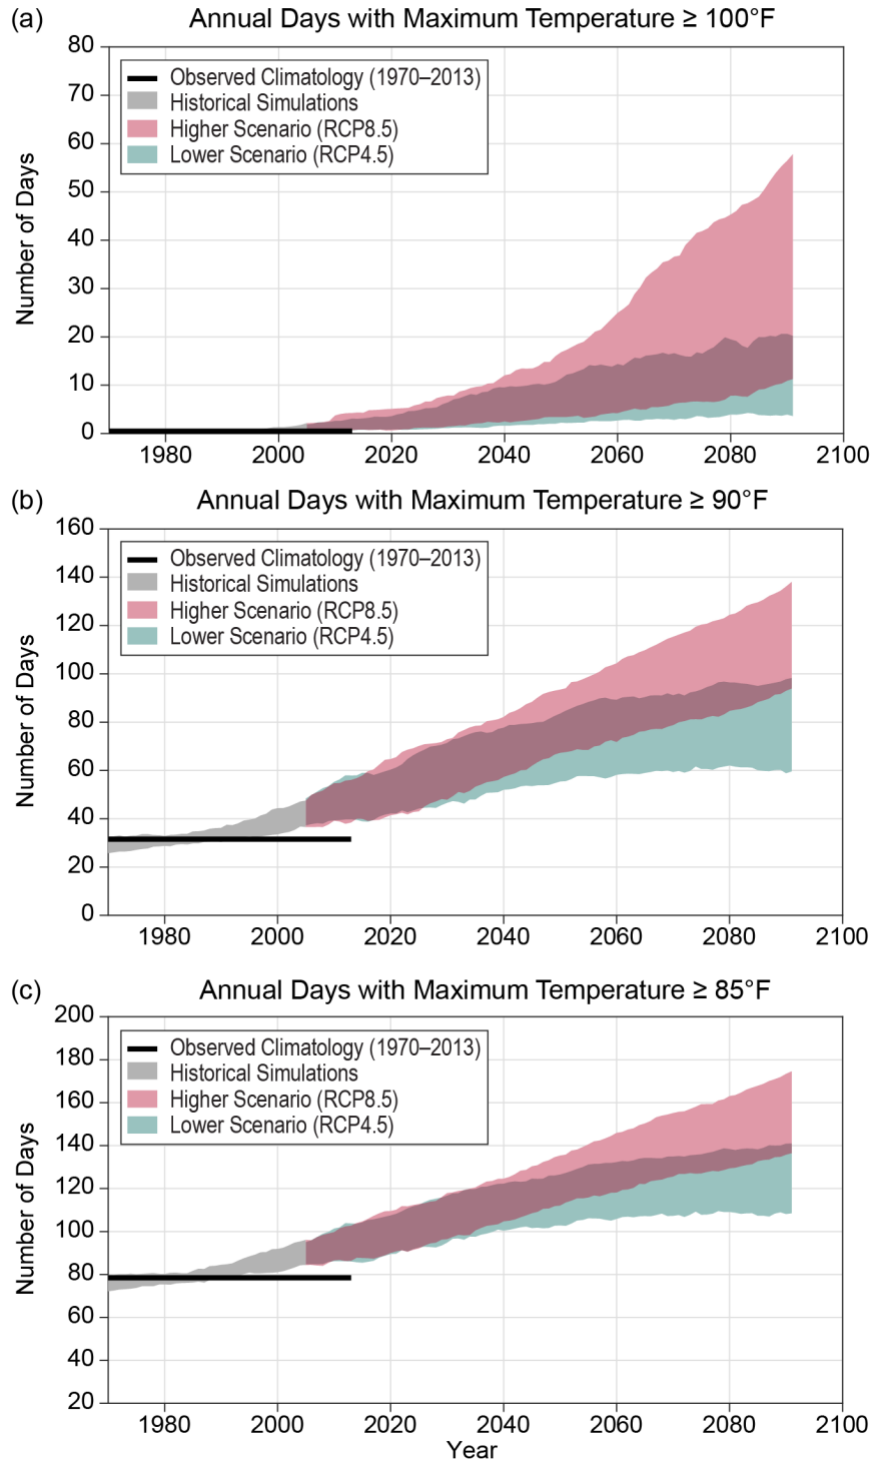 (a) Annual Days with Maximum Temperature ≥ 100°F
80
70
60
50
40
30
20
10
0
Number of Days
Observed Climatology (1970–2013)
Historical Simulations
Higher Scenario (RCP8.5)
Lower Scenario (RCP4.5)
1980 2000 2020 2040 2060 2080 2100
(b) Annual Days with Maximum Temperature ≥ 90°F
160
140
120
100
80
60
40
20
0
Number of Days
Observed Climatology (1970–2013)
Historical Simulations
Higher Scenario (RCP8.5)
Lower Scenario (RCP4.5)
1980 2000 2020 2040 2060 2080 2100
(c) Annual Days with Maximum Temperature ≥ 85°F
200
180
160
140
120
100
80
60
40
20
Number of Days
Observed Climatology (1970–2013)
Historical Simulations
Higher Scenario (RCP8.5)
Lower Scenario (RCP4.5)
1980 2000 2020 2040 2060 2080 2100
Year